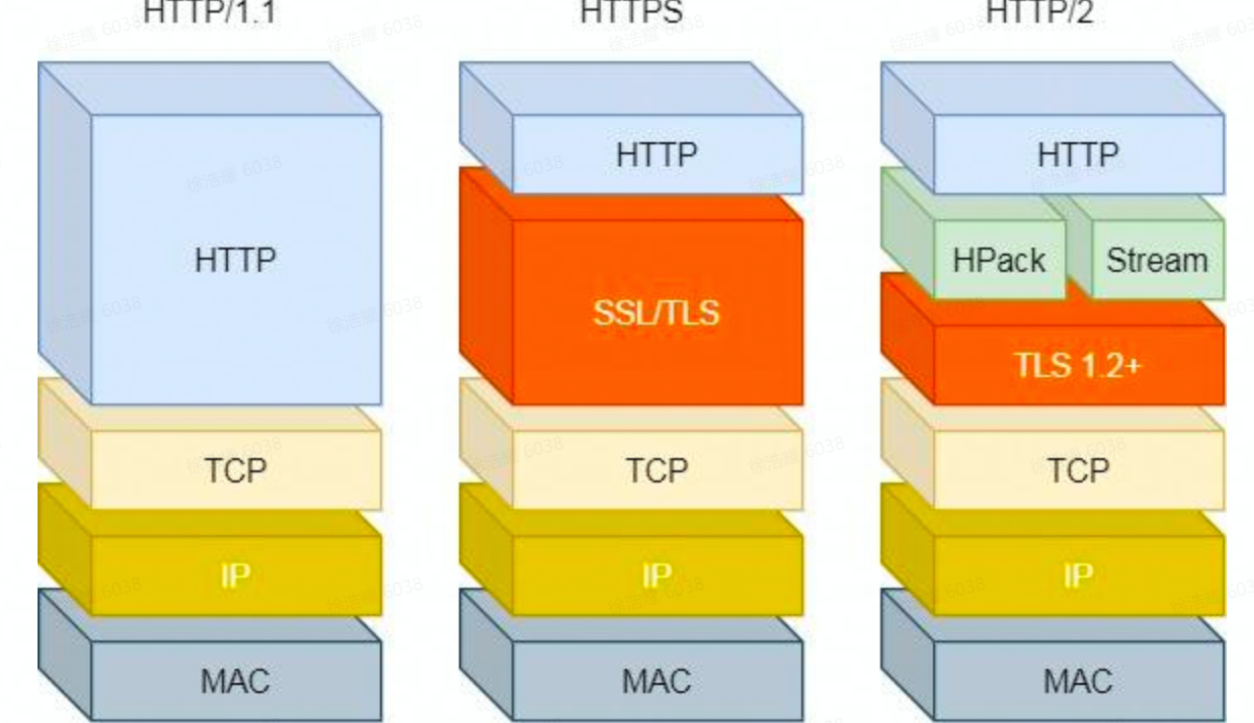 HTTP/1.1
HTTPS
HTTP/2
HTTP
HTTP
HTTP
SSL/TLS
HPack
Stream
TLS 1.2+
TCP
TCP
TCP
IP
IP
IP
MAC
MAC
MAC